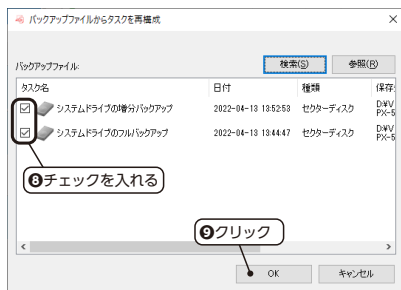 バックアップファイルからタスクを再構成
バックアップファイル:
検索(S)
参照(R)
タスク名 日付 種類 保存
システムドライブの増分バックアップ 2022-04-13 13:52:53 セクターディスク D:¥V
PX-5
システムドライブのフルバックアップ 2022-04-13 13:44:47 セクターディスク D:¥V
PX-5
❽チェックを入れる
❾クリック
OK
キャンセル